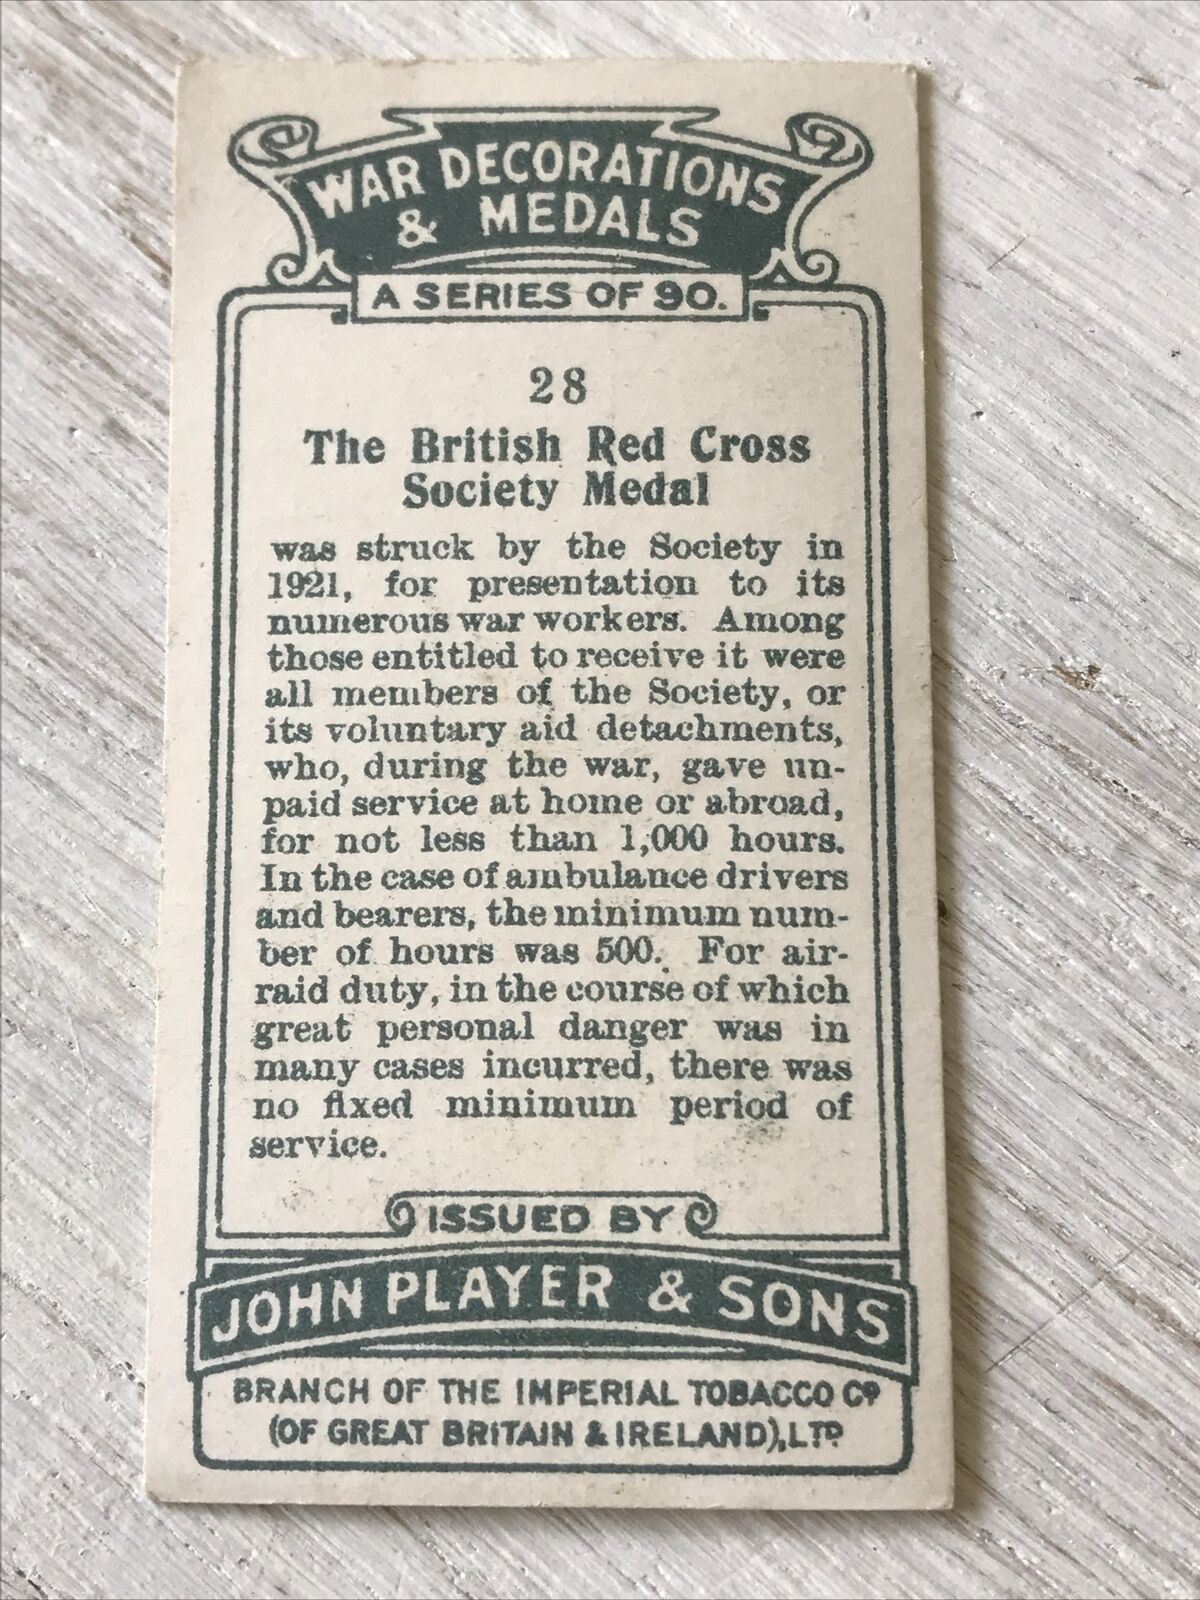 WAR DECORATIONS
& MEDALS
A SERIES OF 90.
28
The British Red Cross
Society Medal
was struck by the Society in
1921, for presentation to its
numerous war workers. Among
those entitled to receive it were
all members of the Society, or
its voluntary aid detachments,
who, during the war, gave un-
paid service at home or abroad,
for not less than 1,000 hours.
In the case of ambulance drivers
and bearers, the minimum num-
ber of hours was 500. For air-
raid duty, in the course of which
great personal danger was in
many cases incurred, there was
no fixed minimum period of
service.
ISSUED BY
JOHN PLAYER & SONS
BRANCH OF THE IMPERIAL TOBACCO Co
(OF GREAT BRITAIN & IRELAND), LTD.